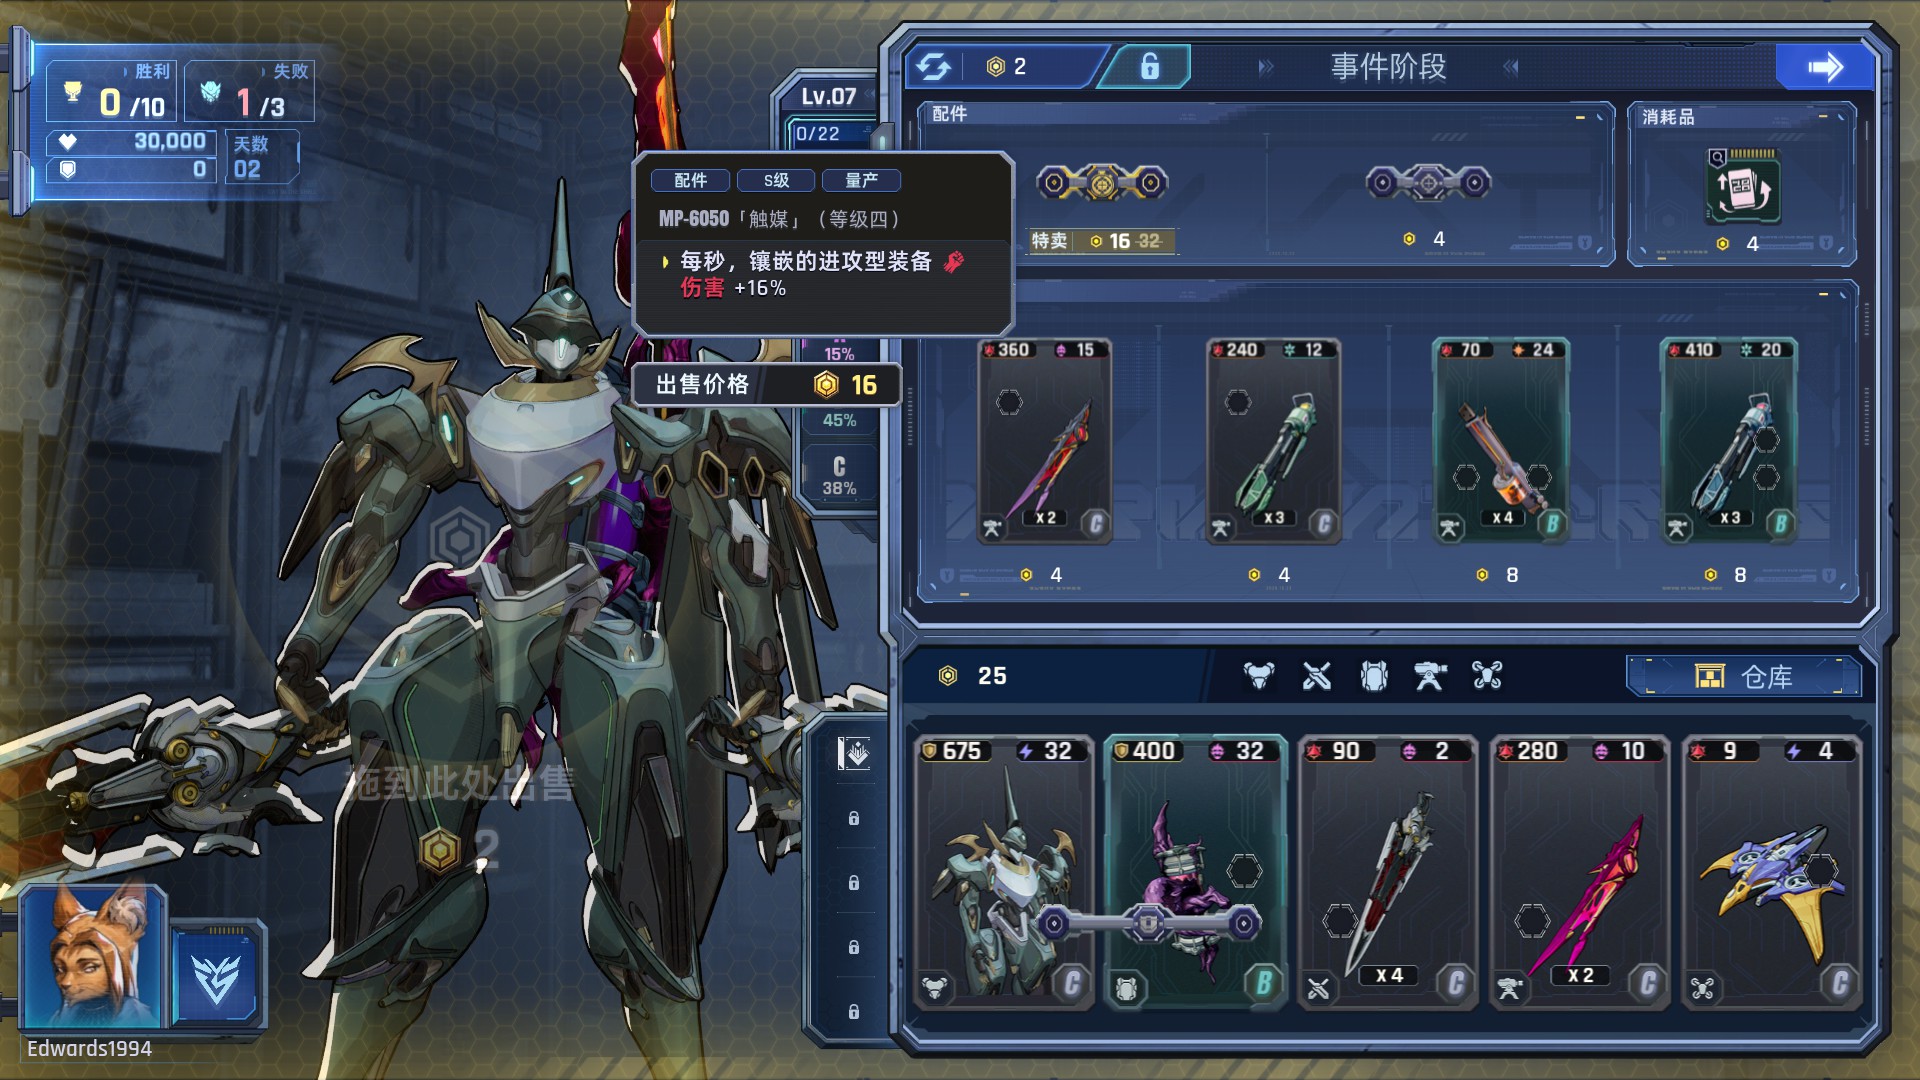 胜利
0/10
失败
1/3
30,000
0
天数
02
Lv.07
0/22
配件
S级
量产
MP-6050「触媒」（等级四）
每秒，镶嵌的进攻型装备
伤害 +16%
15%
出售价格
16
45%
C
38%
拖到此处出售
2
Edwards1994
2
事件阶段
配件
特卖
16 32
4
消耗品
4
360 15
x2
C
4
240 12
x3
C
4
70 24
x4
B
8
410 20
x3
B
8
25
仓库
675 32
C
400 32
B
90 2
x4
C
280 10
x2
C
9 4
C